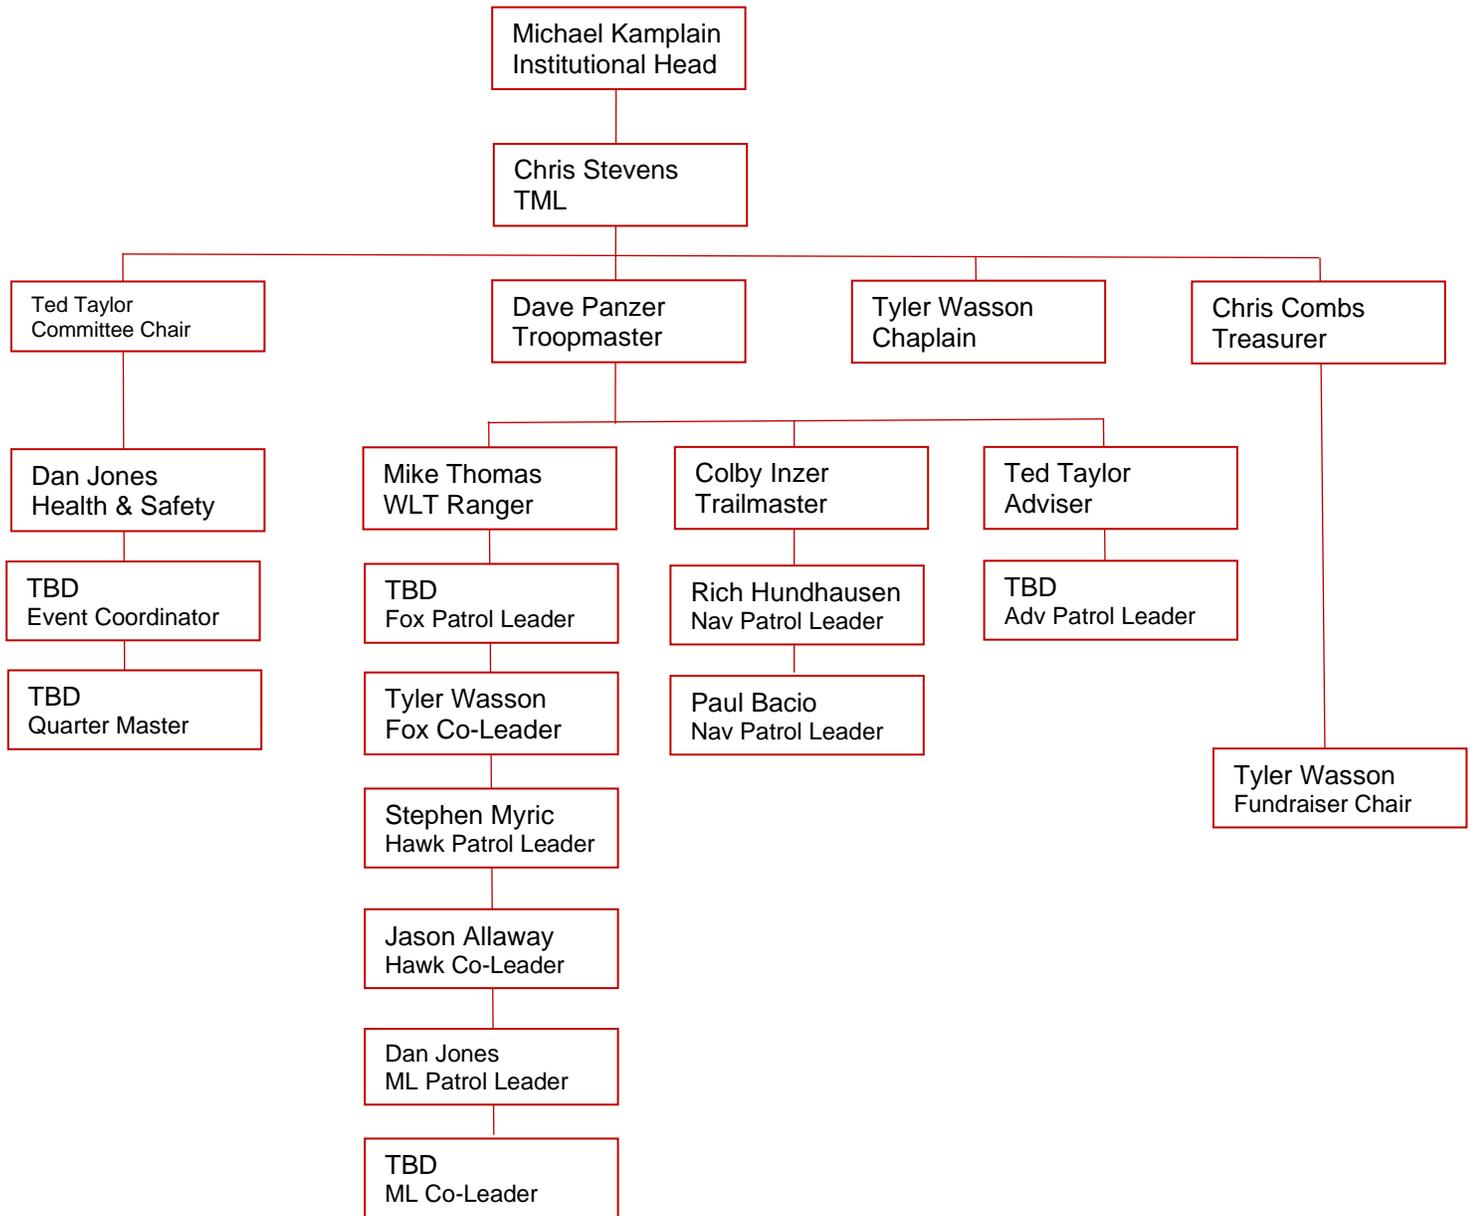 Michael Kamplain
Institutional Head
Chris Stevens
TML
Ted Taylor
Committee Chair
Dave Panzer
Troopmaster
Tyler Wasson
Chaplain
Chris Combs
Treasurer
Dan Jones
Health & Safety
Mike Thomas
WLT Ranger
Colby Inzer
Trailmaster
Ted Taylor
Adviser
TBD
Event Coordinator
TBD
Fox Patrol Leader
Rich Hundhausen
Nav Patrol Leader
TBD
Adv Patrol Leader
TBD
Quarter Master
Tyler Wasson
Fox Co-Leader
Paul Bacio
Nav Patrol Leader
Tyler Wasson
Fundraiser Chair
Stephen Myric
Hawk Patrol Leader
Jason Allaway
Hawk Co-Leader
Dan Jones
ML Patrol Leader
TBD
ML Co-Leader